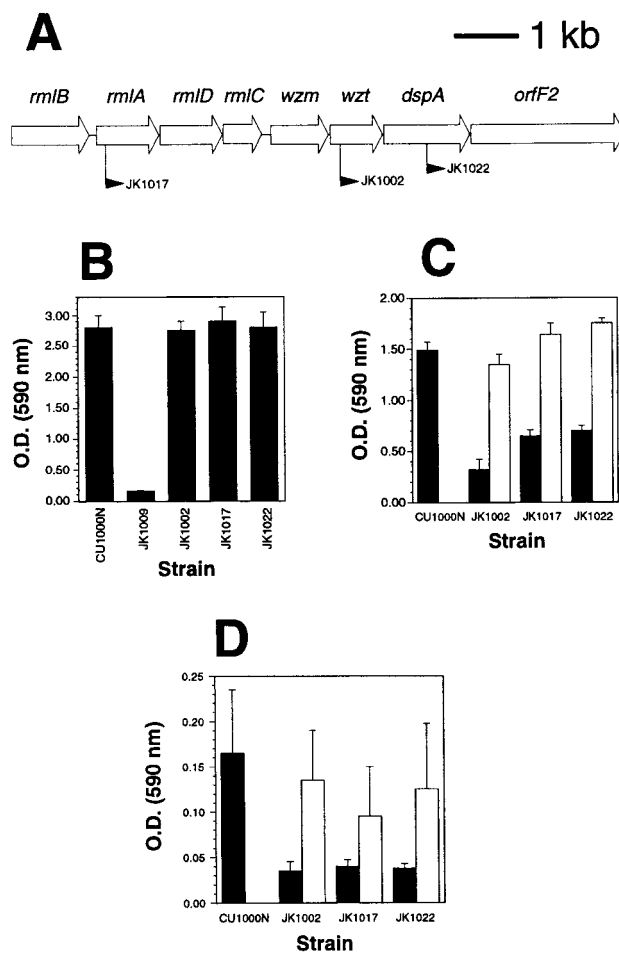 A
1 kb
rmlB rmlA rmlD rmlC wzm wzt dspA orfF2
JK1017
JK1002
JK1022
B
O.D. (590 nm)
3.00
2.50
2.00
1.50
1.00
0.50
0.00
CU1000N
JK1009
JK1002
JK1017
JK1022
Strain
C
O.D. (590 nm)
2.00
1.50
1.00
0.50
0.00
CU1000N JK1002 JK1017 JK1022
Strain
D
O.D. (590 nm)
0.25
0.20
0.15
0.10
0.05
0.00
CU1000N JK1002 JK1017 JK1022
Strain